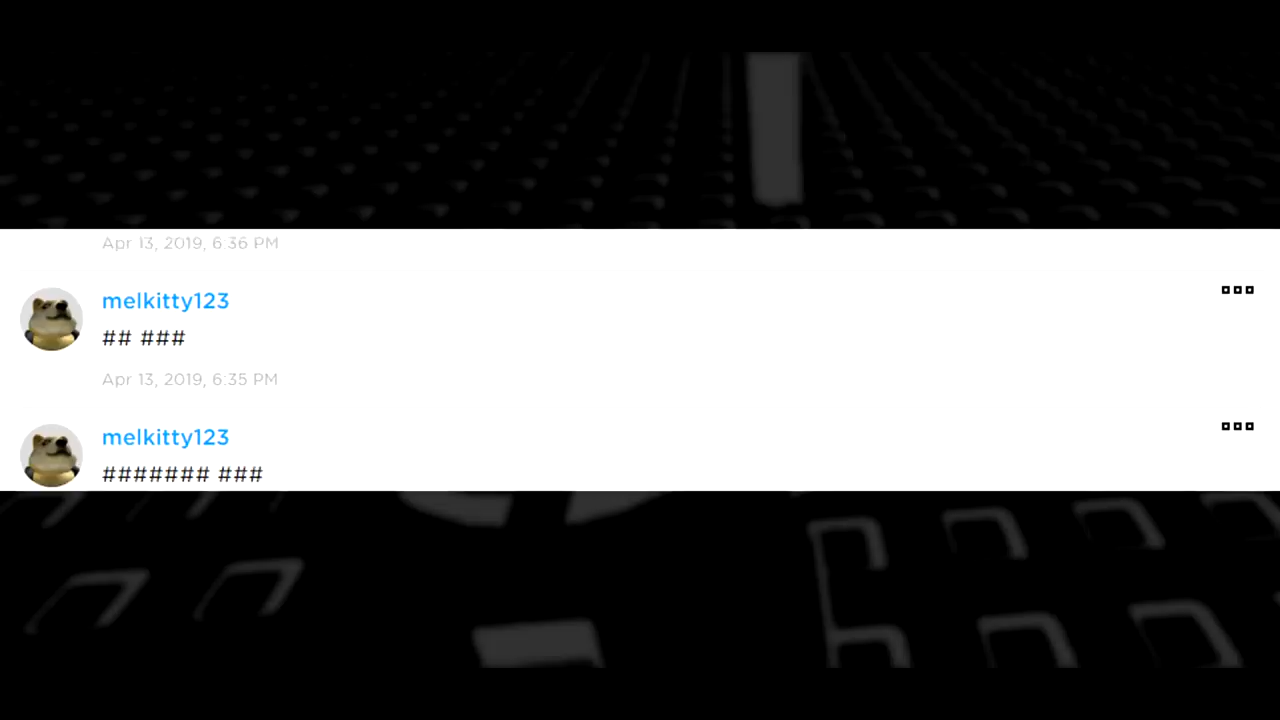 Apr 13, 2019, 6:36 PM
melkitty123
## ###
Apr 13, 2019, 6:35 PM
melkitty123
####### ###